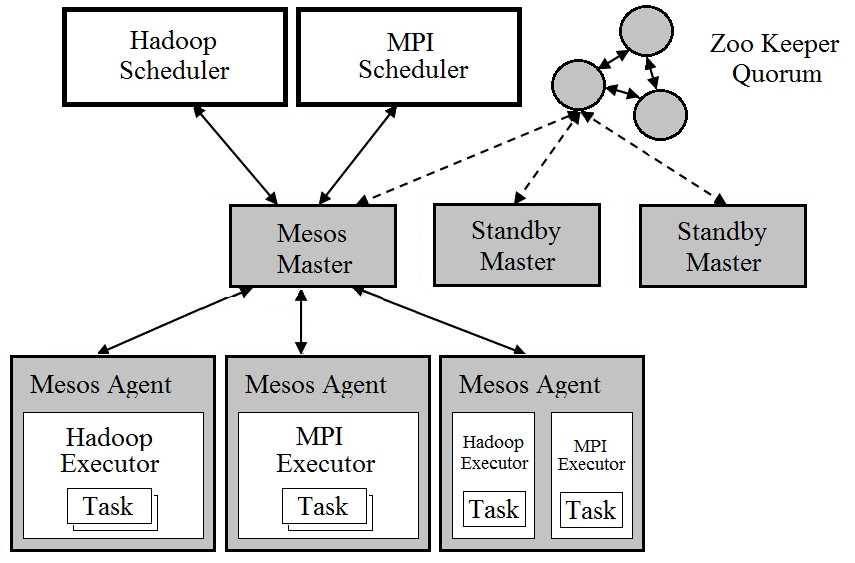 Hadoop
Scheduler
MPI
Scheduler
Zoo Keeper
Quorum
Mesos
Master
Standby
Master
Standby
Master
Mesos Agent
Hadoop
Executor
Task
Mesos Agent
MPI
Executor
Task
Mesos Agent
Hadoop
Executor
Task
MPI
Executor
Task